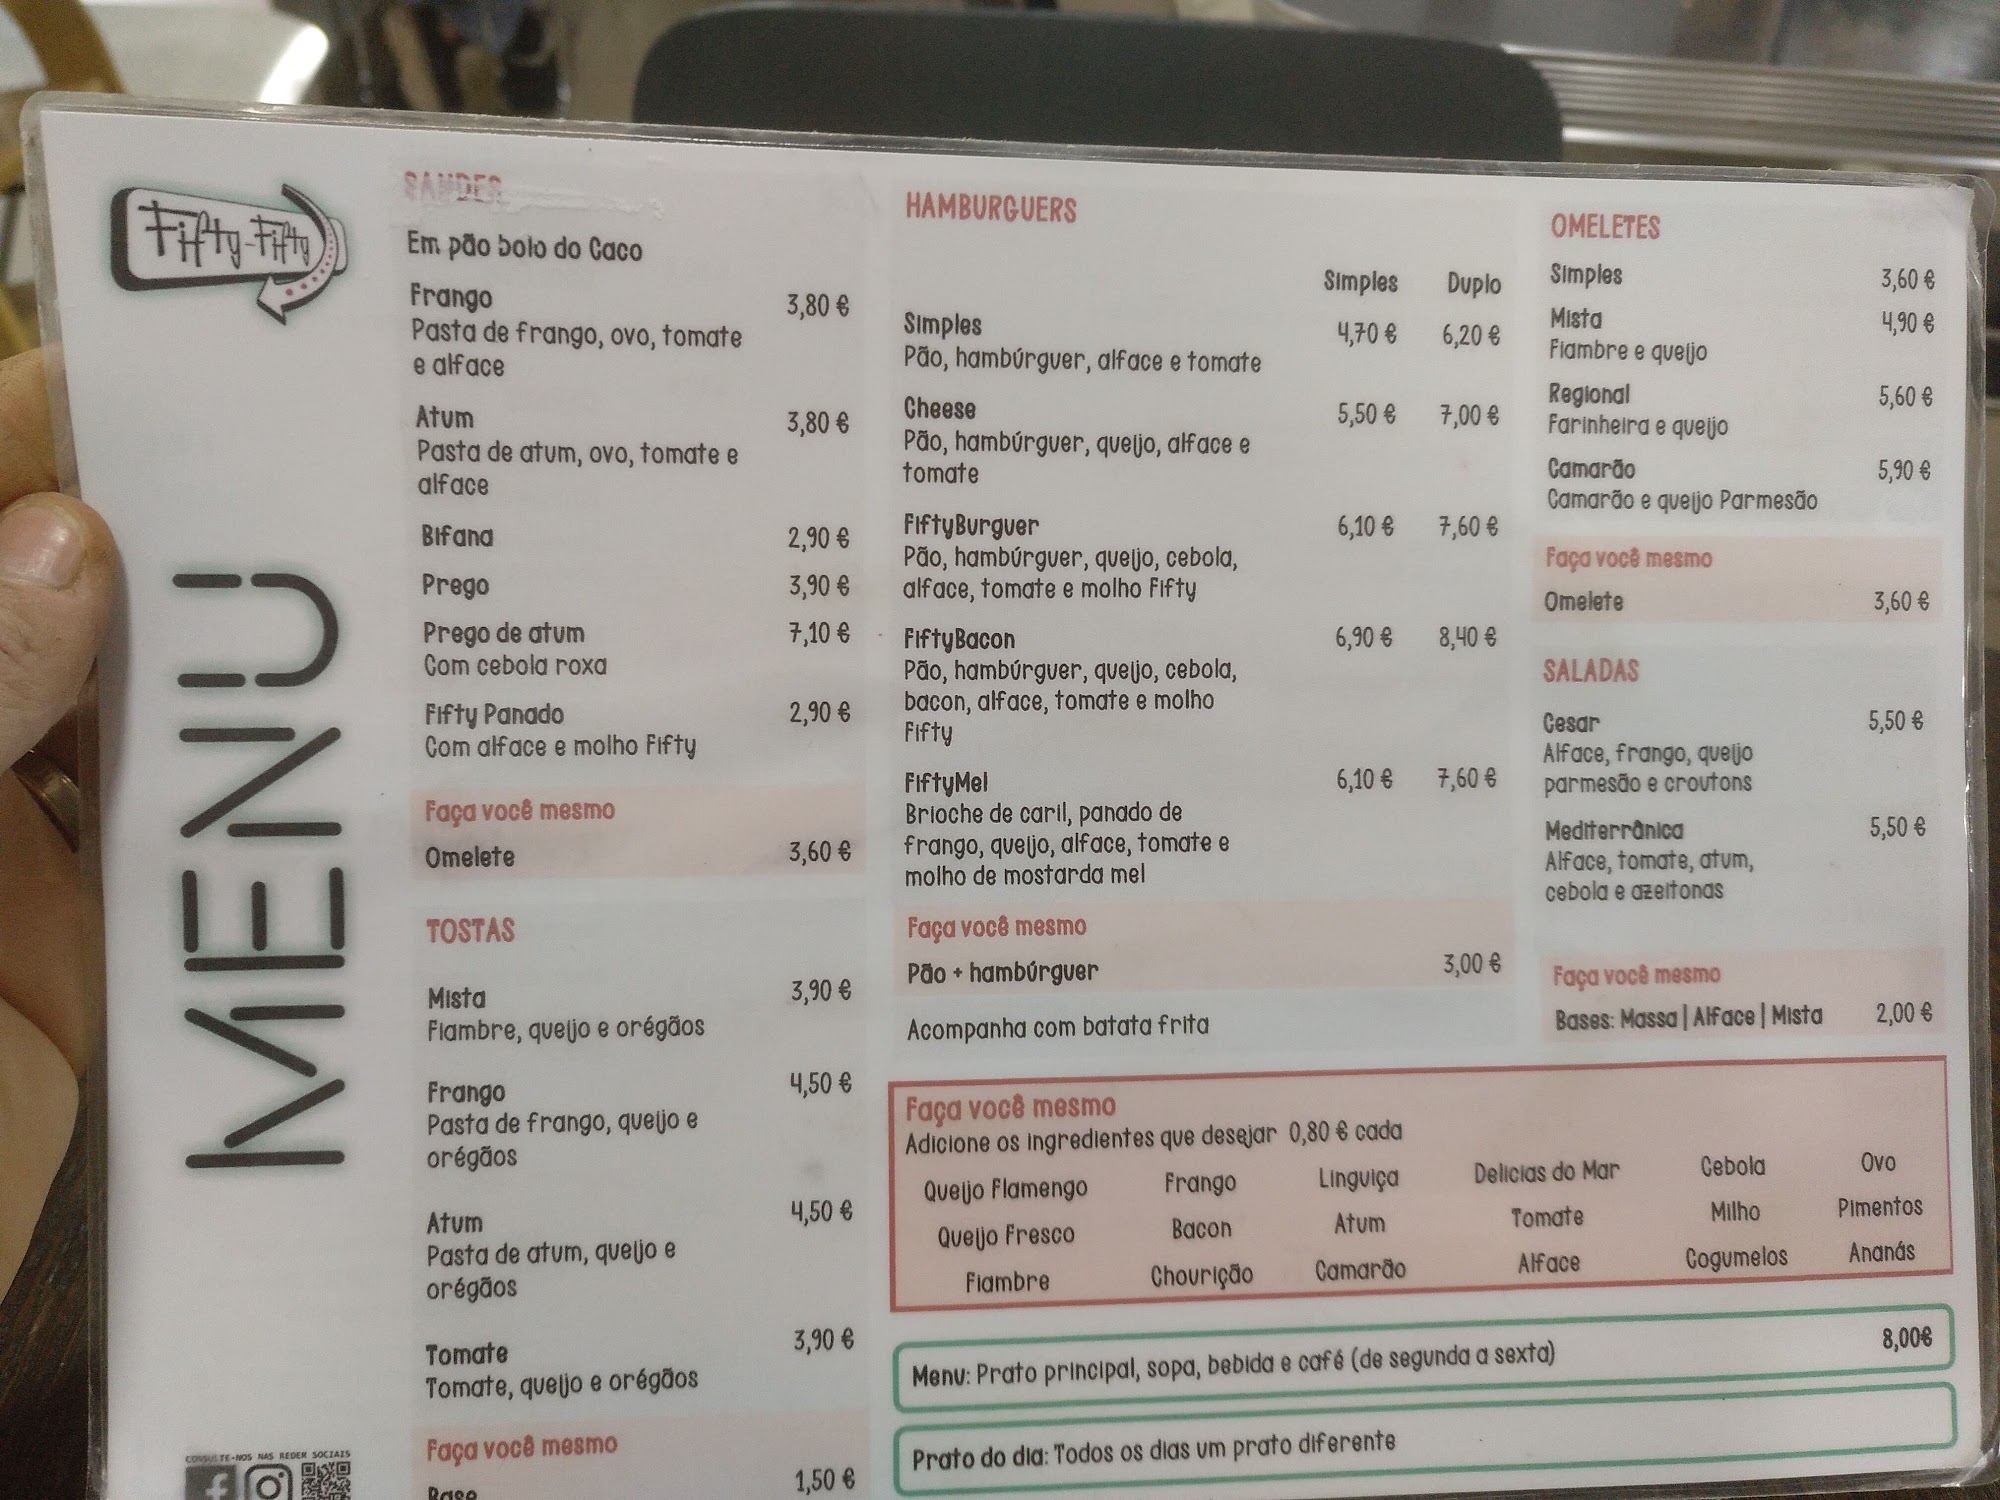 Fifty-Fifty
MENU
CONSULTE-NOS NAS REDES SOCIAIS
SANDES
Em pão bolo do Caco
Frango 3,80 €
Pasta de frango, ovo, tomate
e alface
Atum 3,80 €
Pasta de atum, ovo, tomate e
alface
Bifana 2,90 €
Prego 3,90 €
Prego de atum 7,10 €
Com cebola roxa
Fifty Panado 2,90 €
Com alface e molho Fifty
Faça você mesmo
Omelete 3,60 €
TOSTAS
Mista 3,90 €
Fiambre, queijo e orégãos
Frango 4,50 €
Pasta de frango, queijo e
orégãos
Atum 4,50 €
Pasta de atum, queijo e
orégãos
Tomate 3,90 €
Tomate, queijo e orégãos
Faça você mesmo
Base 1,50 €
HAMBURGUERS
Simples Duplo
Simples 4,70 € 6,20 €
Pão, hambúrguer, alface e tomate
Cheese 5,50 € 7,00 €
Pão, hambúrguer, queijo, alface e
tomate
FiftyBurguer 6,10 € 7,60 €
Pão, hambúrguer, queijo, cebola,
alface, tomate e molho Fifty
FiftyBacon 6,90 € 8,40 €
Pão, hambúrguer, queijo, cebola,
bacon, alface, tomate e molho
Fifty
FiftyMel 6,10 € 7,60 €
Brioche de caril, panado de
frango, queijo, alface, tomate e
molho de mostarda mel
Faça você mesmo
Pão + hambúrguer 3,00 €
Acompanha com batata frita
OMELETES
Simples 3,60 €
Mista 4,90 €
Fiambre e queijo
Regional 5,60 €
Farinheira e queijo
Camarão 5,90 €
Camarão e queijo Parmesão
Faça você mesmo
Omelete 3,60 €
SALADAS
Cesar 5,50 €
Alface, frango, queijo
parmesão e croutons
Mediterrânica 5,50 €
Alface, tomate, atum,
cebola e azeitonas
Faça você mesmo
Bases: Massa | Alface | Mista 2,00 €
Faça você mesmo
Adicione os ingredientes que desejar 0,80 € cada
Queijo Flamengo Frango Linguiça Delicias do Mar Cebola Ovo
Queijo Fresco Bacon Atum Tomate Milho Pimentos
Fiambre Chourição Camarão Alface Cogumelos Ananás
Menu: Prato principal, sopa, bebida e café (de segunda a sexta) 8,00€
Prato do dia: Todos os dias um prato diferente